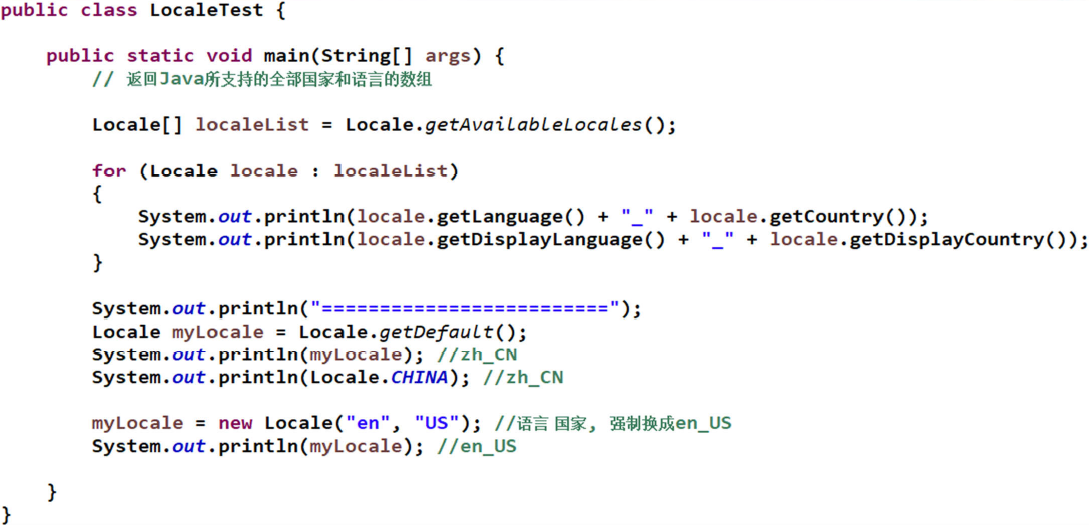 public class LocaleTest {
public static void main(String[] args) {
// 返回Java所支持的全部国家和语言的数组
Locale[] localeList = Locale.getAvailableLocales();
for (Locale locale : localeList)
{
System.out.println(locale.getLanguage() + "_" + locale.getCountry());
System.out.println(locale.getDisplayLanguage() + "_" + locale.getDisplayCountry());
}
System.out.println("=========================");
Locale myLocale = Locale.getDefault();
System.out.println(myLocale); //zh_CN
System.out.println(Locale.CHINA); //zh_CN
myLocale = new Locale("en", "US"); //语言 国家, 强制换成en_US
System.out.println(myLocale); //en_US
}
}